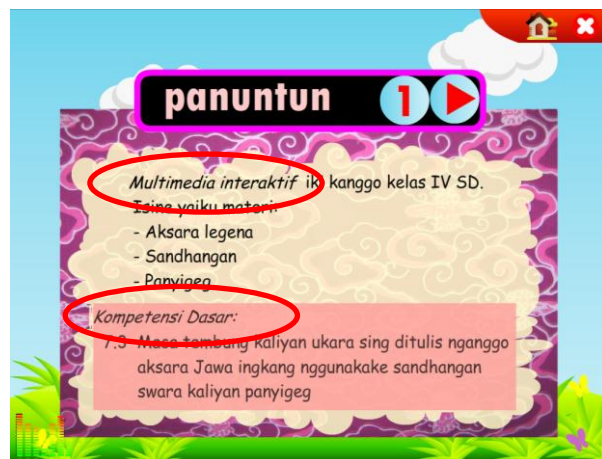 panuntun 1
Multimedia interaktif iki kanggo kelas IV SD.
Isine yaiku materi:
- Aksara legena
- Sandhangan
- Panyigeg
Kompetensi Dasar:
7.3 Maca tembung kaliyan ukara sing ditulis nganggo
aksara Jawa ingkang nggunakake sandhangan
swara kaliyan panyigeg